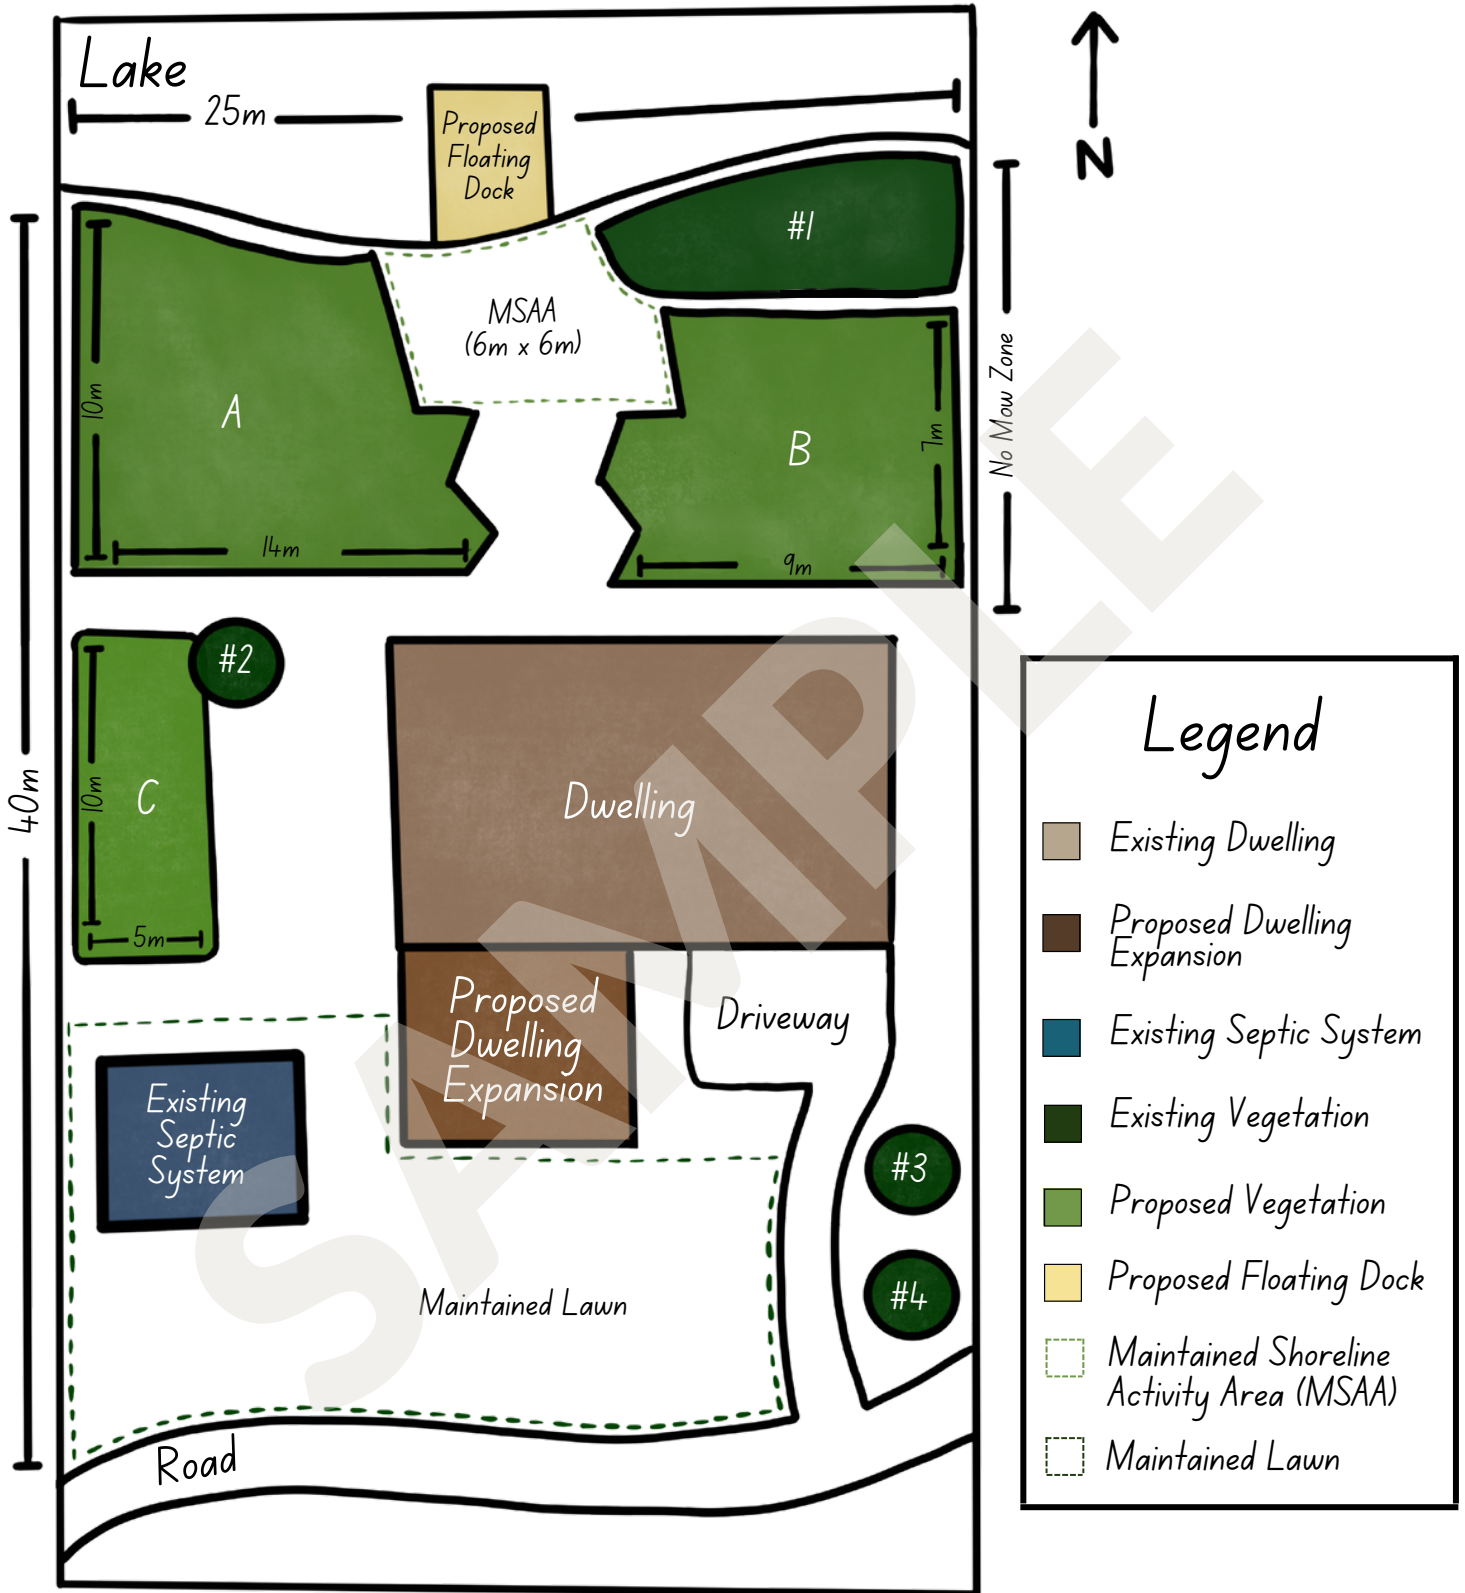 Lake
25m
Proposed
Floating
Dock
N
#1
MSAA
(6m x 6m)
No Mow Zone
A
10m
14m
B
7m
9m
40m
#2
C
10m
5m
Dwelling
Proposed
Dwelling
Expansion
Driveway
Existing
Septic
System
#3
#4
Maintained Lawn
Road
SAMPLE
Legend
Existing Dwelling
Proposed Dwelling
Expansion
Existing Septic System
Existing Vegetation
Proposed Vegetation
Proposed Floating Dock
Maintained Shoreline
Activity Area (MSAA)
Maintained Lawn